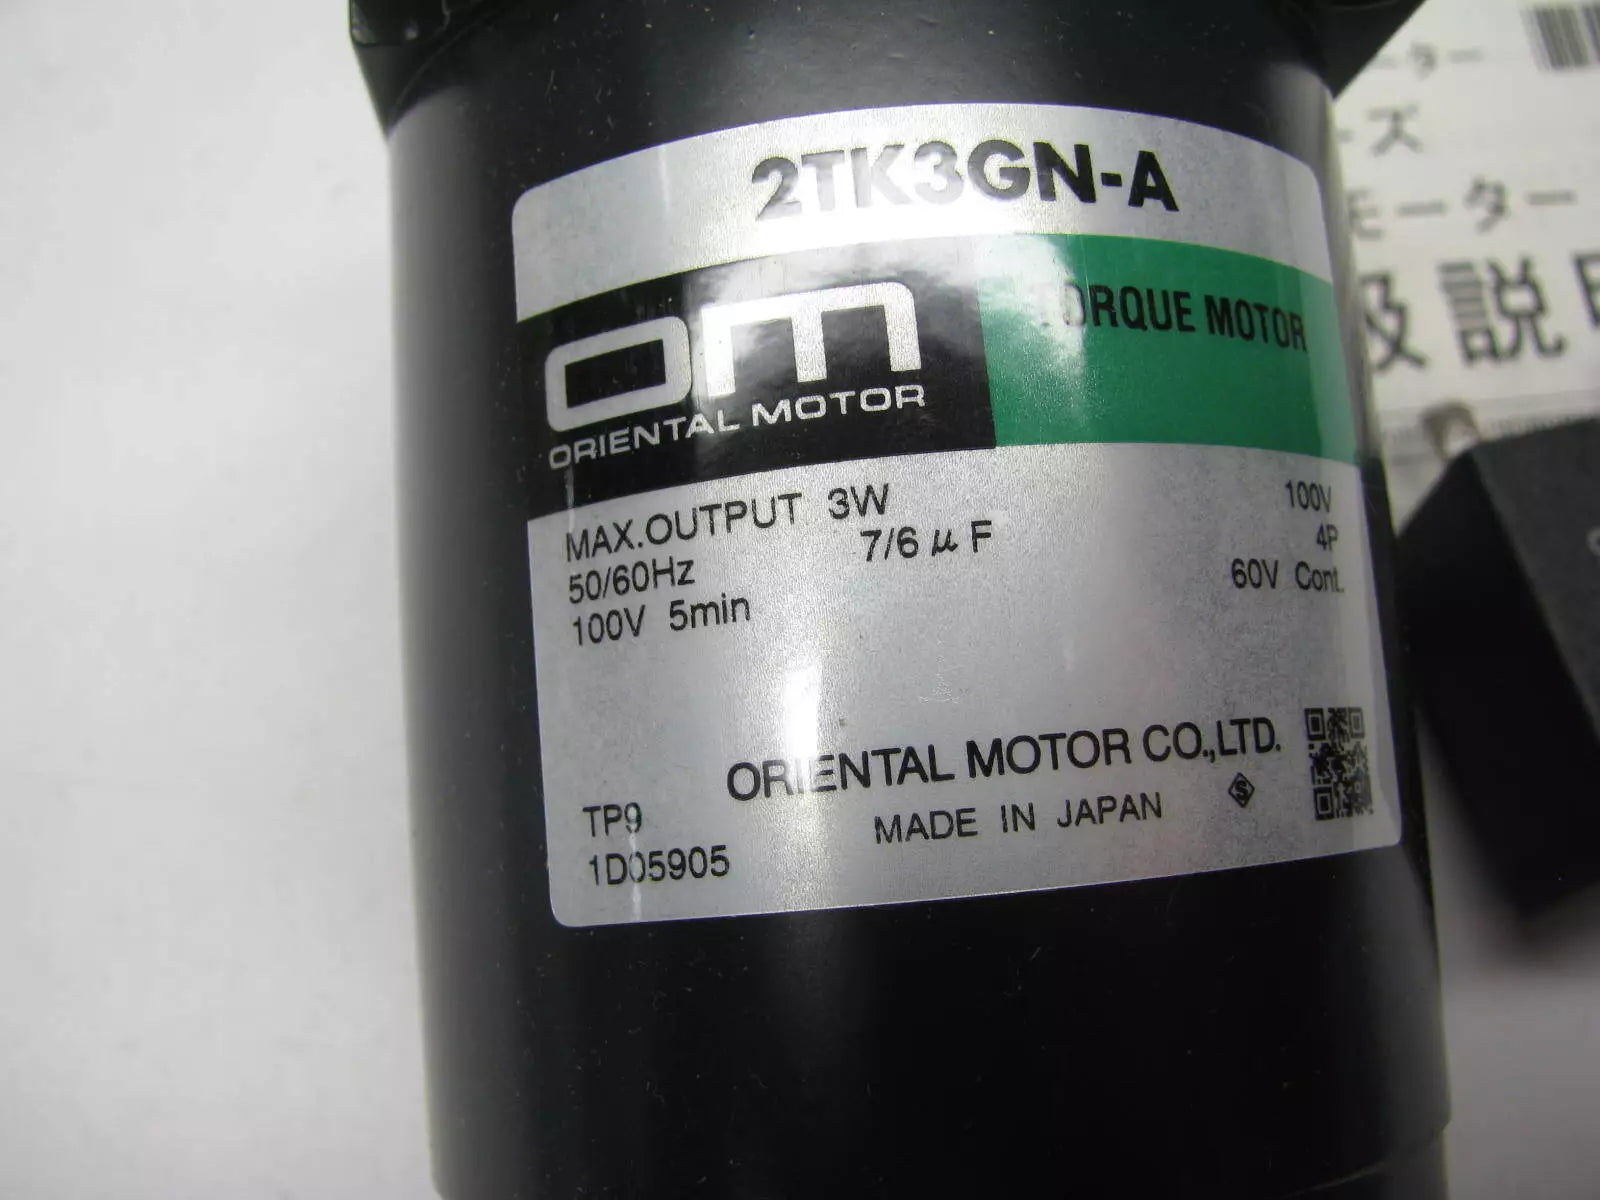 2TK3GN-A
om
ORIENTAL MOTOR
TORQUE MOTOR
MAX.OUTPUT 3W 100V
50/60Hz 7/6 μF 4P
100V 5min 60V Cont.
ORIENTAL MOTOR CO.,LTD.
TP9 MADE IN JAPAN S
1D05905
ーター
ーズ
モーター
扱説